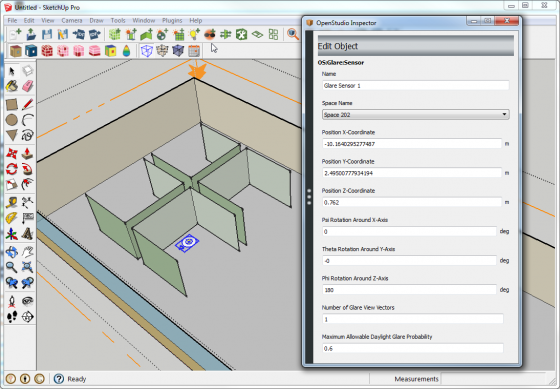 Untitled - SketchUp Pro
File Edit View Camera Draw Tools Window Plugins Help
OpenStudio Inspector
Edit Object
OS:Glare:Sensor
Name
Glare Sensor 1
Space Name
Space 202
Position X-Coordinate
-10.1640295277487 m
Position Y-Coordinate
2.49500777934194 m
Position Z-Coordinate
0.762 m
Psi Rotation Around X-Axis
0 deg
Theta Rotation Around Y-Axis
-0 deg
Phi Rotation Around Z-Axis
180 deg
Number of Glare View Vectors
1
Maximum Allowable Daylight Glare Probability
0.6
Ready
Measurements